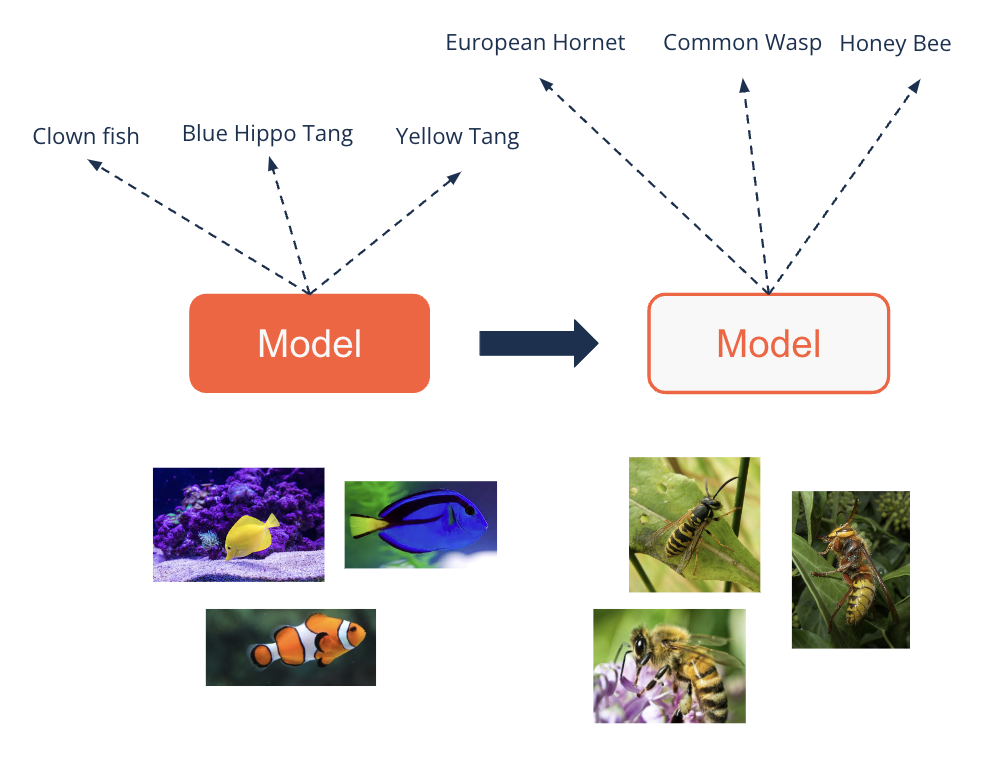 European Hornet
Common Wasp
Honey Bee
Clown fish
Blue Hippo Tang
Yellow Tang
Model
Model